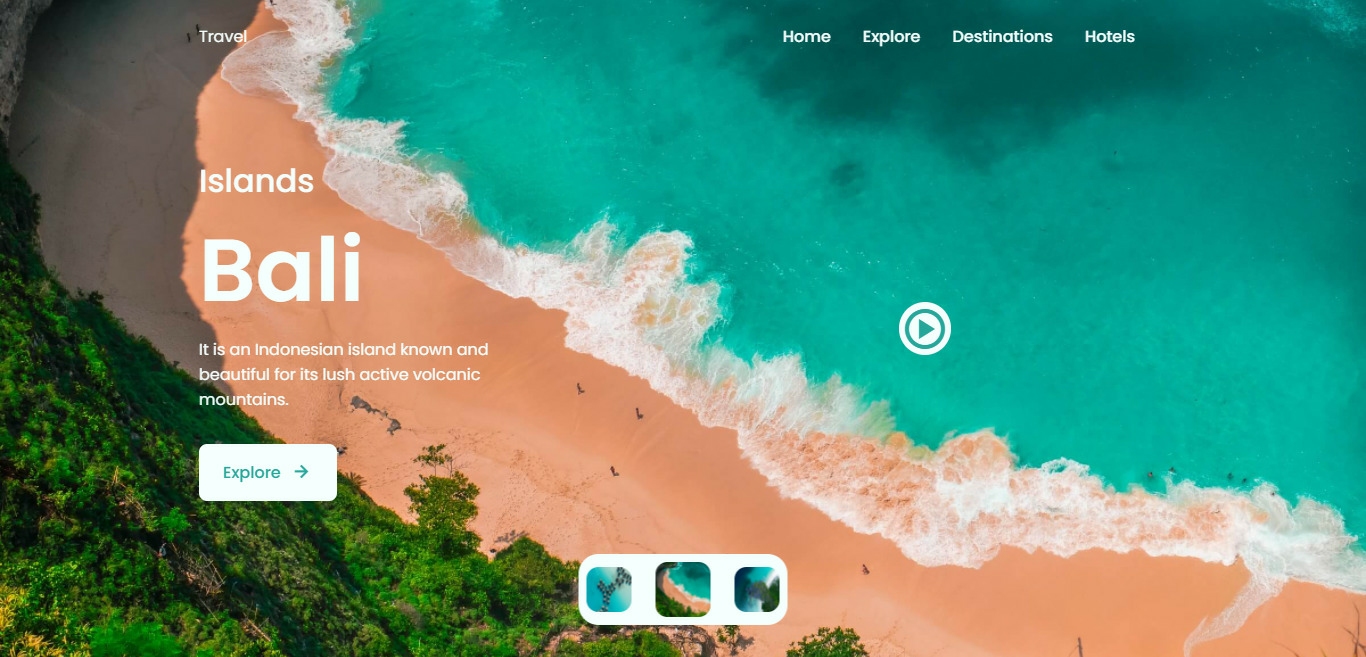 Travel
Home Explore Destinations Hotels
Islands
Bali
It is an Indonesian island known and
beautiful for its lush active volcanic
mountains.
Explore